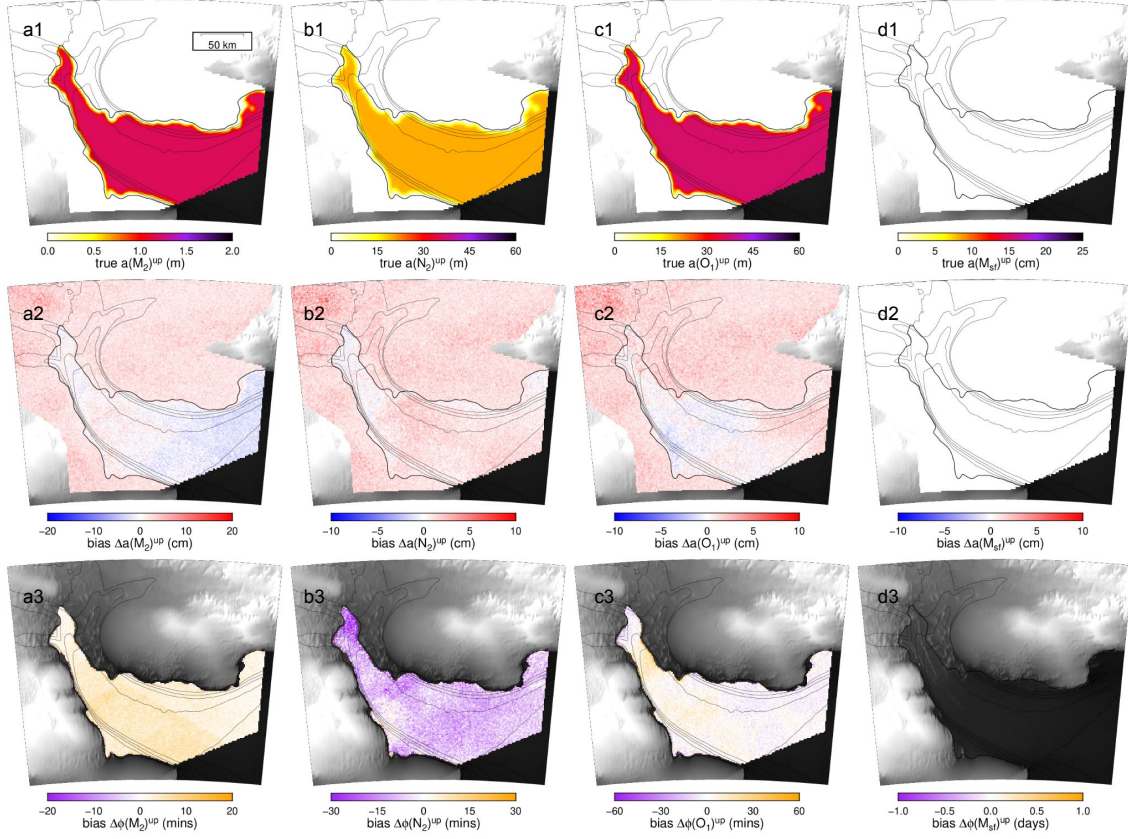 a1 b1 c1 d1
50 km
0.0 0.5 1.0 1.5 2.0 0 15 30 45 60 0 15 30 45 60 0 5 10 15 20 25
true a(M₂)ᵘᵖ (m) true a(N₂)ᵘᵖ (m) true a(O₁)ᵘᵖ (m) true a(Mₛf)ᵘᵖ (cm)
a2 b2 c2 d2
−20 −10 0 10 20 −10 −5 0 5 10 −10 −5 0 5 10 −10 −5 0 5 10
bias Δa(M₂)ᵘᵖ (cm) bias Δa(N₂)ᵘᵖ (cm) bias Δa(O₁)ᵘᵖ (cm) bias Δa(Mₛf)ᵘᵖ (cm)
a3 b3 c3 d3
−20 −10 0 10 20 −30 −15 0 15 30 −60 −30 0 30 60 −1.0 −0.5 0.0 0.5 1.0
bias Δϕ(M₂)ᵘᵖ (mins) bias Δϕ(N₂)ᵘᵖ (mins) bias Δϕ(O₁)ᵘᵖ (mins) bias Δϕ(Mₛf)ᵘᵖ (days)